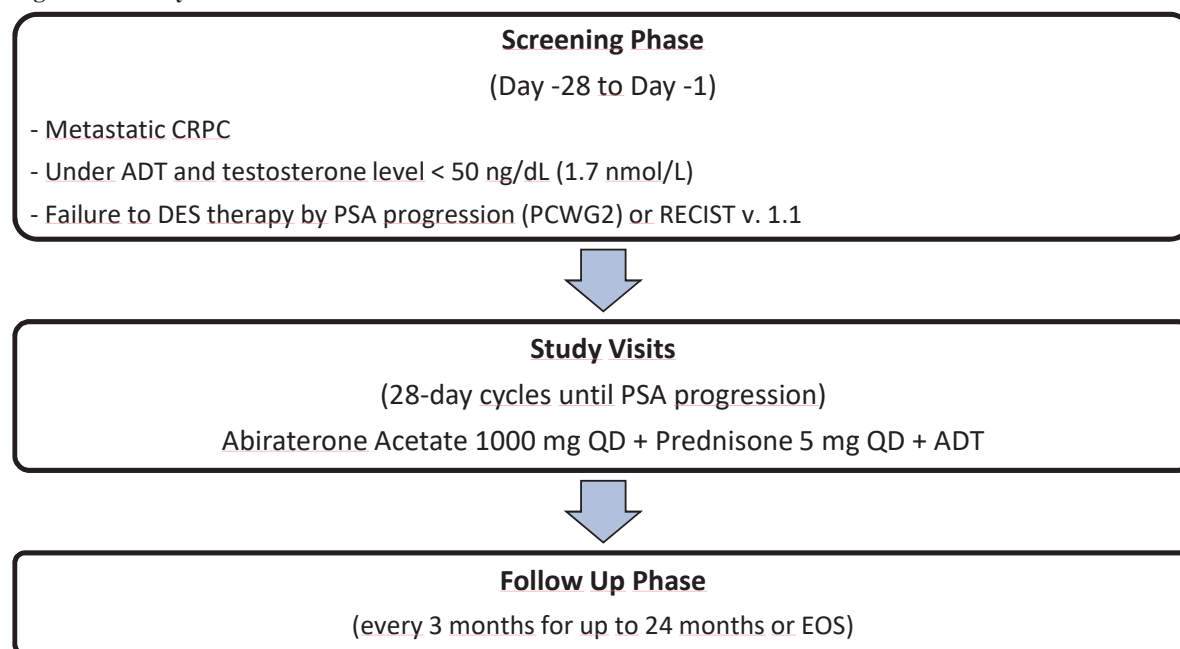 Screening Phase
(Day -28 to Day -1)
- Metastatic CRPC
- Under ADT and testosterone level < 50 ng/dL (1.7 nmol/L)
- Failure to DES therapy by PSA progression (PCWG2) or RECIST v. 1.1
Study Visits
(28-day cycles until PSA progression)
Abiraterone Acetate 1000 mg QD + Prednisone 5 mg QD + ADT
Follow Up Phase
(every 3 months for up to 24 months or EOS)